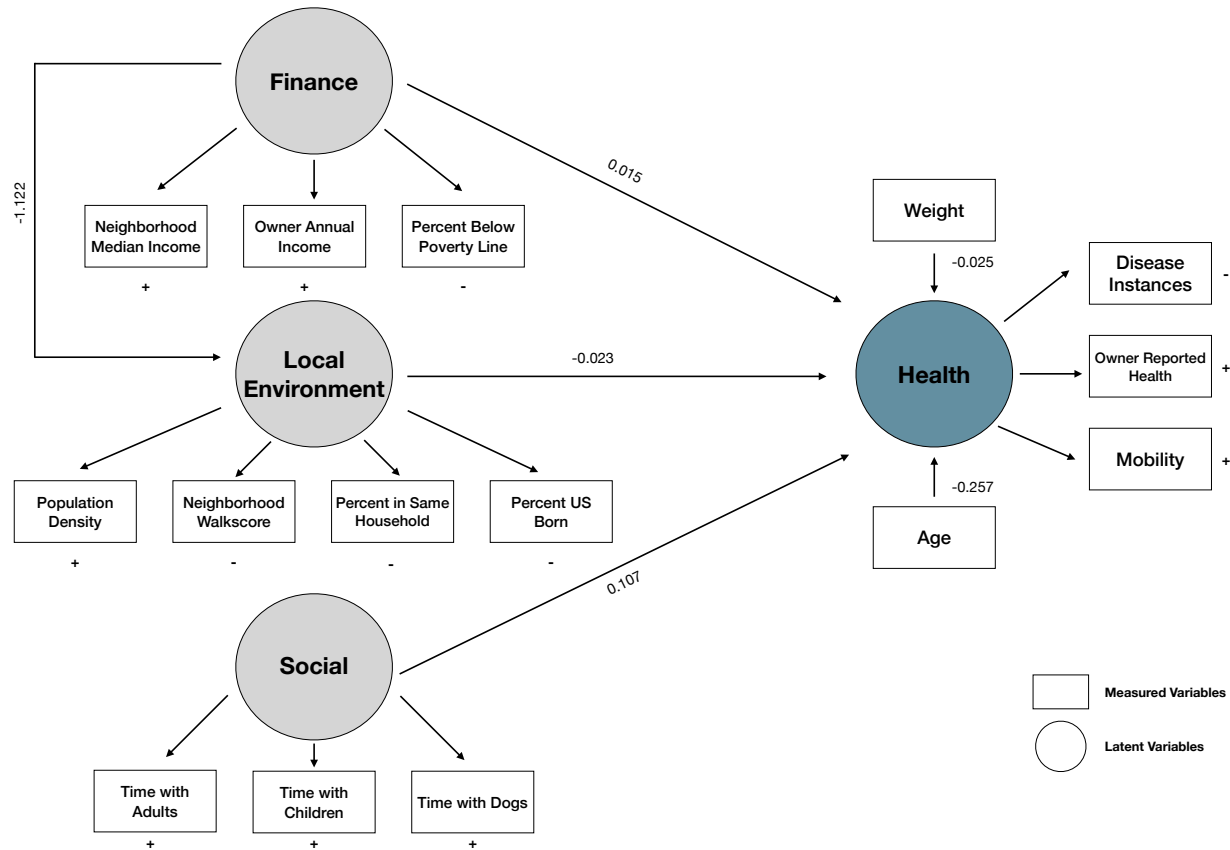 Finance
0.015
-1.122
Neighborhood
Median Income
Owner Annual
Income
Percent Below
Poverty Line
+
+
-
Weight
-0.025
Disease
Instances
-
Local
Environment
-0.023
Health
Owner Reported
Health
+
Mobility
+
-0.257
Age
Population
Density
Neighborhood
Walkscore
Percent in Same
Household
Percent US
Born
+
-
-
-
0.107
Social
Time with
Adults
Time with
Children
Time with Dogs
+
+
+
Measured Variables
Latent Variables